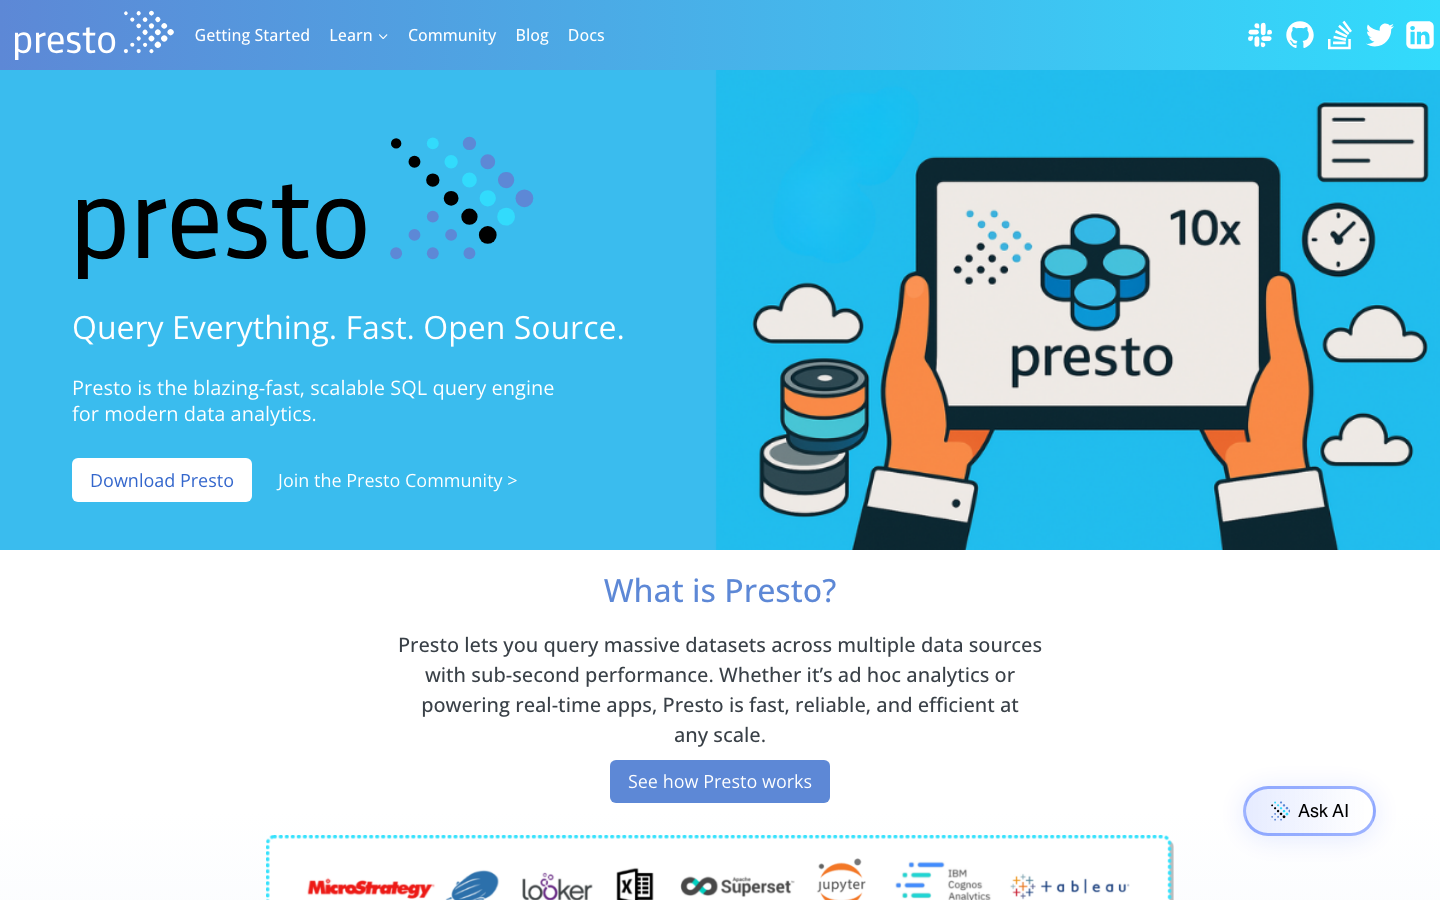 presto
Getting Started
Learn
Community
Blog
Docs
presto
Query Everything. Fast. Open Source.
Presto is the blazing-fast, scalable SQL query engine
for modern data analytics.
Download Presto
Join the Presto Community >
10x
presto
What is Presto?
Presto lets you query massive datasets across multiple data sources
with sub-second performance. Whether it’s ad hoc analytics or
powering real-time apps, Presto is fast, reliable, and efficient at
any scale.
See how Presto works
Ask AI
MicroStrategy
looker
X
Apache
Superset
jupyter
IBM
Cognos
Analytics
+ableau